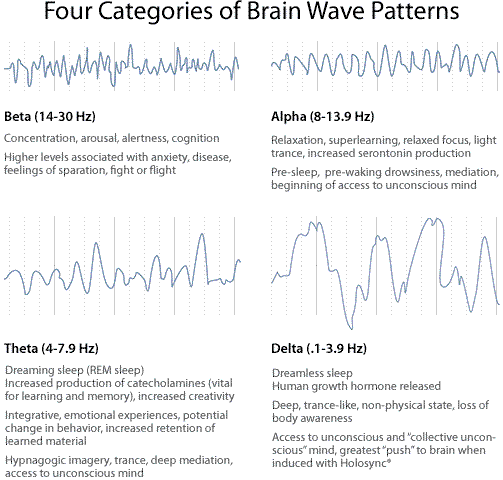 Four Categories of Brain Wave Patterns
Beta (14-30 Hz)
Concentration, arousal, alertness, cognition
Higher levels associated with anxiety, disease,
feelings of sparation, fight or flight
Alpha (8-13.9 Hz)
Relaxation, superlearning, relaxed focus, light
trance, increased serontonin production
Pre-sleep, pre-waking drowsiness, mediation,
beginning of access to unconscious mind
Theta (4-7.9 Hz)
Dreaming sleep (REM sleep)
Increased production of catecholamines (vital
for learning and memory), increased creativity
Integrative, emotional experiences, potential
change in behavior, increased retention of
learned material
Hypnagogic imagery, trance, deep mediation,
access to unconscious mind
Delta (.1-3.9 Hz)
Dreamless sleep
Human growth hormone released
Deep, trance-like, non-physical state, loss of
body awareness
Access to unconscious and "collective uncon-
scious" mind, greatest "push" to brain when
induced with Holosync®